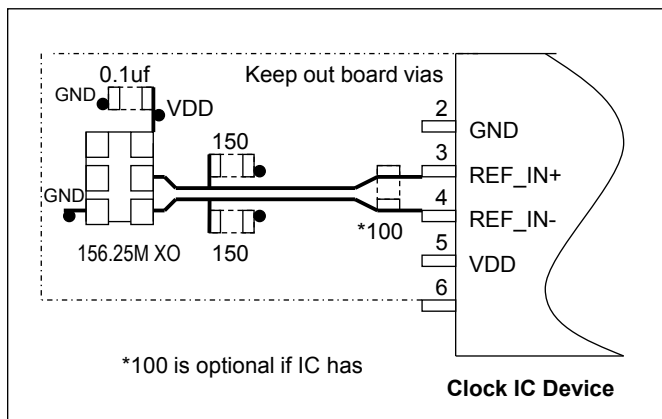 0.1uf
Keep out board vias
GND
VDD
2
GND
150
3
REF_IN+
GND
4
REF_IN-
*100
156.25M XO
150
5
VDD
6
*100 is optional if IC has
Clock IC Device